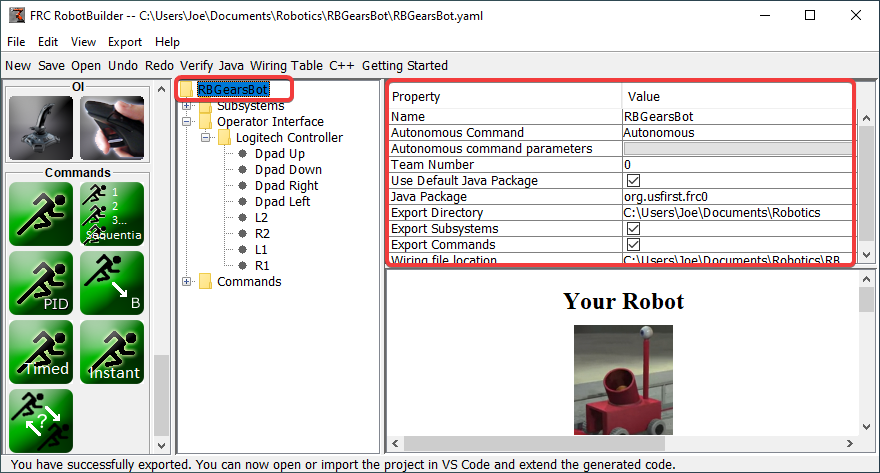 FRC RobotBuilder -- C:\Users\Joe\Documents\Robotics\RBGearsBot\RBGearsBot.yaml
File Edit View Export Help
New Save Open Undo Redo Verify Java Wiring Table C++ Getting Started
OI
Commands
1
2
3...
Sequentia
PID
B
Timed
Instant
?
RBGearsBot
Subsystems
Operator Interface
Logitech Controller
Dpad Up
Dpad Down
Dpad Right
Dpad Left
L2
R2
L1
R1
Commands
Property Value
Name RBGearsBot
Autonomous Command Autonomous
Autonomous command parameters
Team Number 0
Use Default Java Package
Java Package org.usfirst.frc0
Export Directory C:\Users\Joe\Documents\Robotics
Export Subsystems
Export Commands
Wiring file location C:\Users\Joe\Documents\Robotics\RB
Your Robot
You have successfully exported. You can now open or import the project in VS Code and extend the generated code.